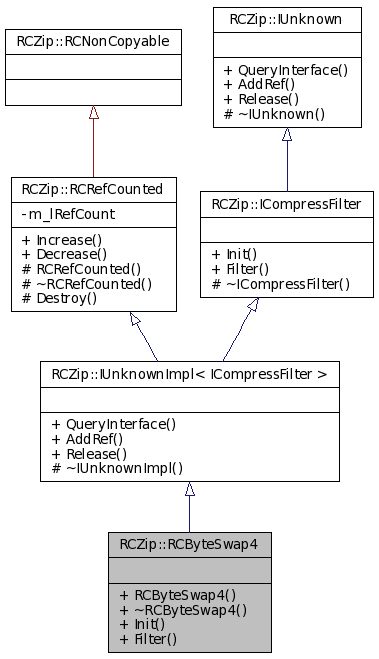 RCZip::RCNonCopyable
RCZip::IUnknown
+ QueryInterface()
+ AddRef()
+ Release()
# ~IUnknown()
RCZip::RCRefCounted
- m_lRefCount
+ Increase()
+ Decrease()
# RCRefCounted()
# ~RCRefCounted()
# Destroy()
RCZip::ICompressFilter
+ Init()
+ Filter()
# ~ICompressFilter()
RCZip::IUnknownImpl< ICompressFilter >
+ QueryInterface()
+ AddRef()
+ Release()
# ~IUnknownImpl()
RCZip::RCByteSwap4
+ RCByteSwap4()
+ ~RCByteSwap4()
+ Init()
+ Filter()